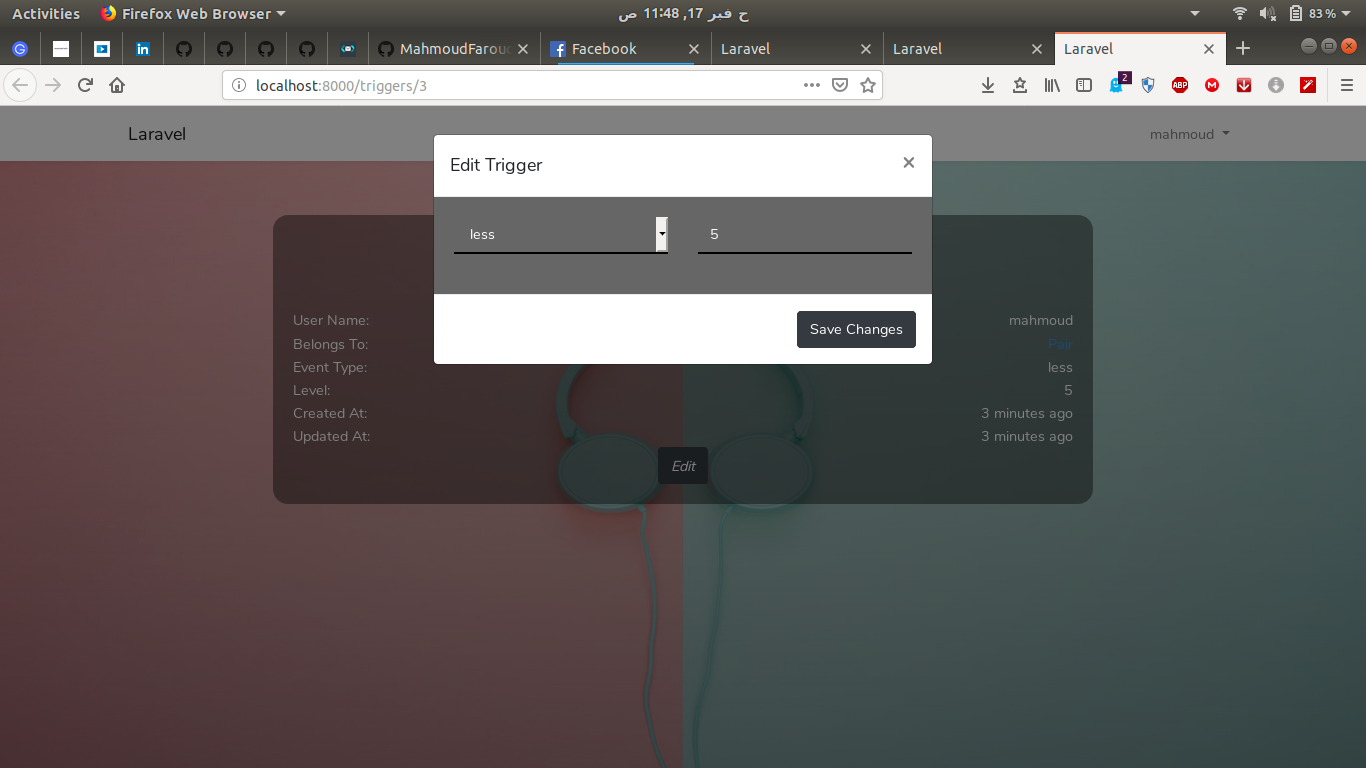 Activities Firefox Web Browser ح فبر 17, 11:48 ص 83 %
in MahmoudFarouq Facebook Laravel Laravel Laravel
localhost:8000/triggers/3 2 ABP
Laravel mahmoud
Edit Trigger ×
less 5
Save Changes
User Name: mahmoud
Belongs To: Pair
Event Type: less
Level: 5
Created At: 3 minutes ago
Updated At: 3 minutes ago
Edit